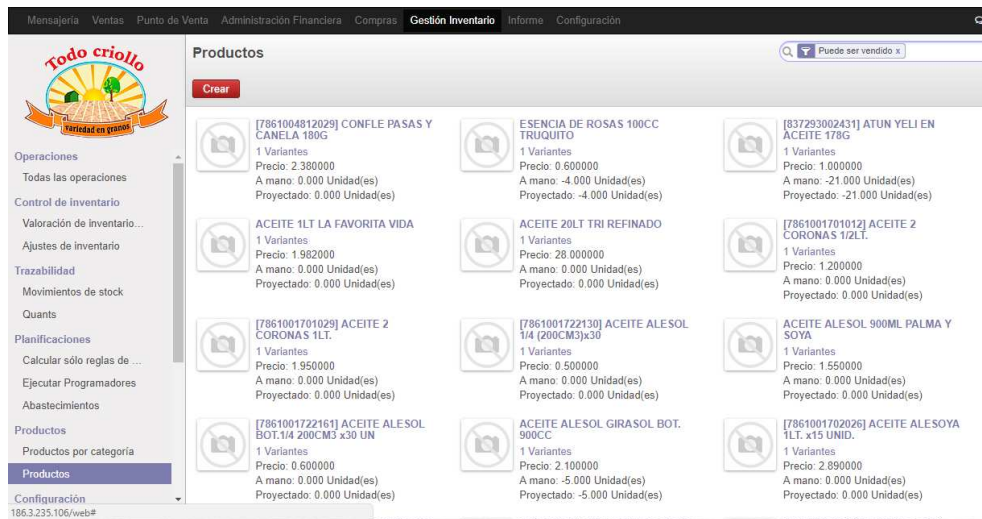 Mensajería Ventas Punto de Venta Administración Financiera Compras Gestión Inventario Informe Configuración
Todo criollo
variedad en granos
Productos
Puede ser vendido x
Crear
Operaciones
Todas las operaciones
Control de inventario
Valoración de inventario...
Ajustes de inventario
Trazabilidad
Movimientos de stock
Quants
Planificaciones
Calcular sólo reglas de ...
Ejecutar Programadores
Abastecimientos
Productos
Productos por categoría
Productos
Configuración
186.3.235.106/web#
[7861004812029] CONFLE PASAS Y
CANELA 180G
1 Variantes
Precio: 2.380000
A mano: 0.000 Unidad(es)
Proyectado: 0.000 Unidad(es)
ESENCIA DE ROSAS 100CC
TRUQUITO
1 Variantes
Precio: 0.600000
A mano: -4.000 Unidad(es)
Proyectado: -4.000 Unidad(es)
[837293002431] ATUN YELI EN
ACEITE 178G
1 Variantes
Precio: 1.000000
A mano: -21.000 Unidad(es)
Proyectado: -21.000 Unidad(es)
ACEITE 1LT LA FAVORITA VIDA
1 Variantes
Precio: 1.982000
A mano: 0.000 Unidad(es)
Proyectado: 0.000 Unidad(es)
ACEITE 20LT TRI REFINADO
1 Variantes
Precio: 28.000000
A mano: 0.000 Unidad(es)
Proyectado: 0.000 Unidad(es)
[7861001701012] ACEITE 2
CORONAS 1/2LT.
1 Variantes
Precio: 1.200000
A mano: 0.000 Unidad(es)
Proyectado: 0.000 Unidad(es)
[7861001701029] ACEITE 2
CORONAS 1LT.
1 Variantes
Precio: 1.950000
A mano: 0.000 Unidad(es)
Proyectado: 0.000 Unidad(es)
[7861001722130] ACEITE ALESOL
1/4 (200CM3)x30
1 Variantes
Precio: 0.500000
A mano: 0.000 Unidad(es)
Proyectado: 0.000 Unidad(es)
ACEITE ALESOL 900ML PALMA Y
SOYA
1 Variantes
Precio: 1.550000
A mano: 0.000 Unidad(es)
Proyectado: 0.000 Unidad(es)
[7861001722161] ACEITE ALESOL
BOT.1/4 200CM3 x30 UN
1 Variantes
Precio: 0.600000
A mano: 0.000 Unidad(es)
Proyectado: 0.000 Unidad(es)
ACEITE ALESOL GIRASOL BOT.
900CC
1 Variantes
Precio: 2.100000
A mano: -5.000 Unidad(es)
Proyectado: -5.000 Unidad(es)
[7861001702026] ACEITE ALESOYA
1LT. x15 UNID.
1 Variantes
Precio: 2.890000
A mano: 0.000 Unidad(es)
Proyectado: 0.000 Unidad(es)